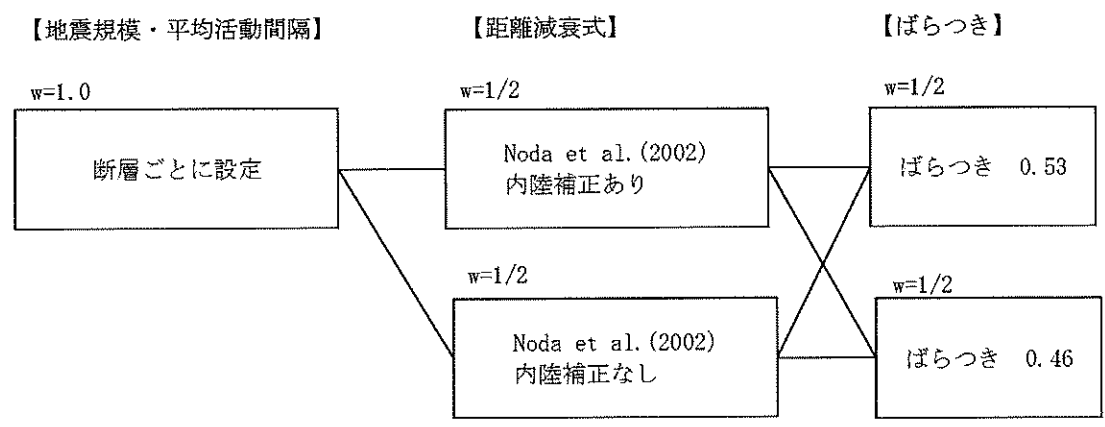 【地震規模・平均活動間隔】
【距離減衰式】
【ばらつき】
w=1.0
w=1/2
w=1/2
断層ごとに設定
Noda et al.(2002)
内陸補正あり
ばらつき 0.53
w=1/2
w=1/2
Noda et al.(2002)
内陸補正なし
ばらつき 0.46